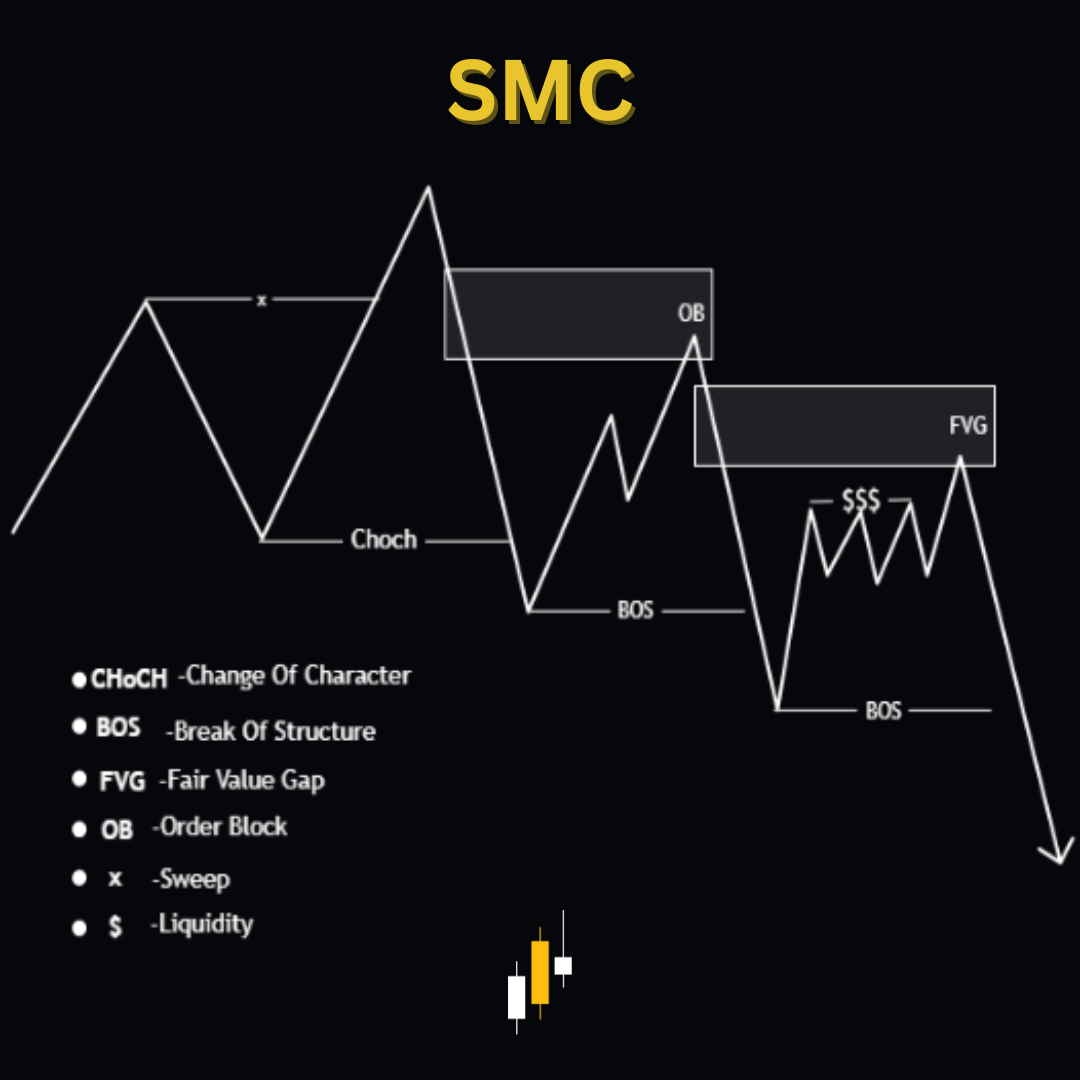 SMC
x
OB
FVG
$$$
Choch
BOS
BOS
CHoCH -Change Of Character
BOS -Break Of Structure
FVG -Fair Value Gap
OB -Order Block
x -Sweep
$ -Liquidity